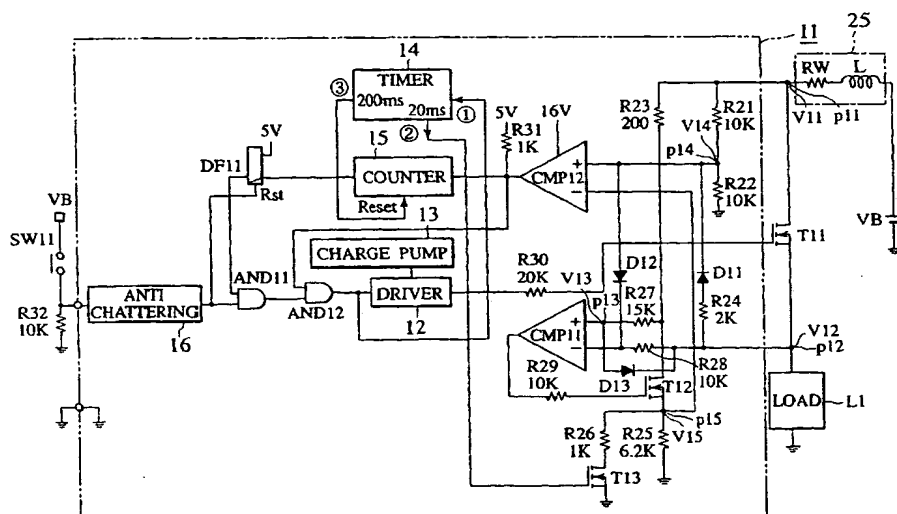 11
25
14
TIMER
200ms
20ms
③
①
②
RW
L
R23
200
R21
10K
V11
p11
5V
R31
1K
16V
V14
p14
15
5V
DF11
COUNTER
CMP12
+
−
R22
10K
Rst
Reset
VB
VB
13
CHARGE PUMP
T11
SW11
R30
20K
V13
p13
D12
D11
AND11
AND12
DRIVER
12
R27
15K
R24
2K
R32
10K
ANTI
CHATTERING
16
CMP11
+
−
V12
p12
R28
10K
R29
10K
D13
T12
LOAD
L1
p15
V15
R26
1K
R25
6.2K
T13